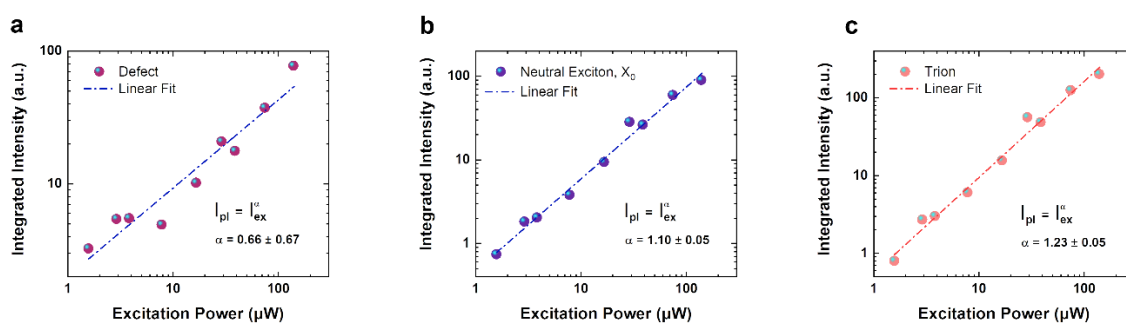 a
Integrated Intensity (a.u.)
100
10
Defect
Linear Fit
I_pl = I_ex^α
α = 0.66 ± 0.67
1 10 100
Excitation Power (μW)
b
Integrated Intensity (a.u.)
100
10
1
Neutral Exciton, X₀
Linear Fit
I_pl = I_ex^α
α = 1.10 ± 0.05
1 10 100
Excitation Power (μW)
c
Integrated Intensity (a.u.)
100
10
1
Trion
Linear Fit
I_pl = I_ex^α
α = 1.23 ± 0.05
1 10 100
Excitation Power (μW)